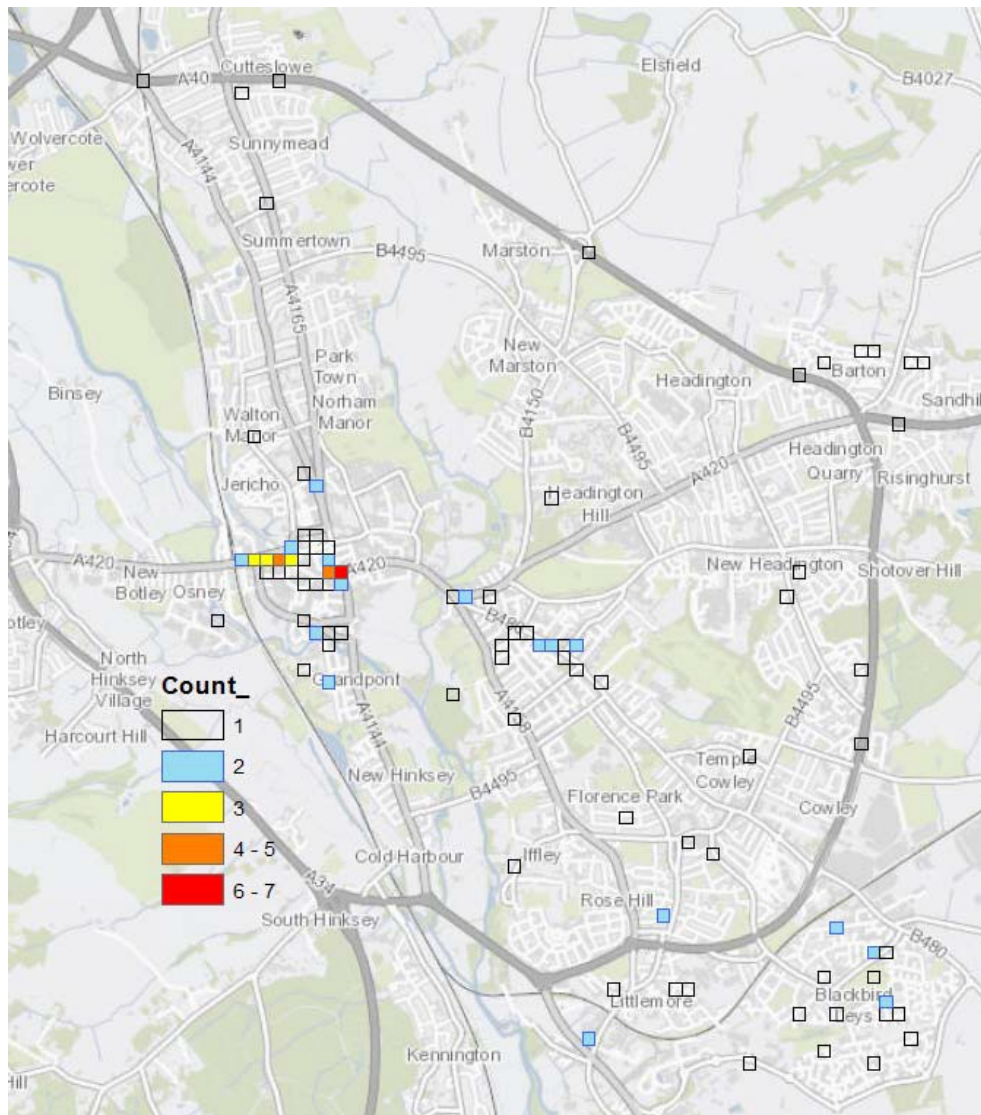 Cutteslowe
A40
Elsfield
B4027
Wolvercote
Sunnymead
ercote
A4144
Summertown
B4495
Marston
A4165
New
Marston
Park
Town
Norham
Manor
Headington
Barton
Binsey
Sandhil
Walton
Manor
B4150
B4495
A420
Headington
Quarry
Risinghurst
Jericho
Headington
Hill
A420
A420
New
Botley
Osney
New Headington
Shotover Hill
otley
North
Hinksey
Village
Grandpont
Count_
1
Harcourt Hill
A4144
B4495
2
New Hinksey
Temple
Cowley
3
B4495
Florence Park
Cowley
4 - 5
Cold Harbour
Iffley
6 - 7
A34
Rose Hill
South Hinksey
B480
Littlemore
Blackbird
Leys
Kennington
Hill